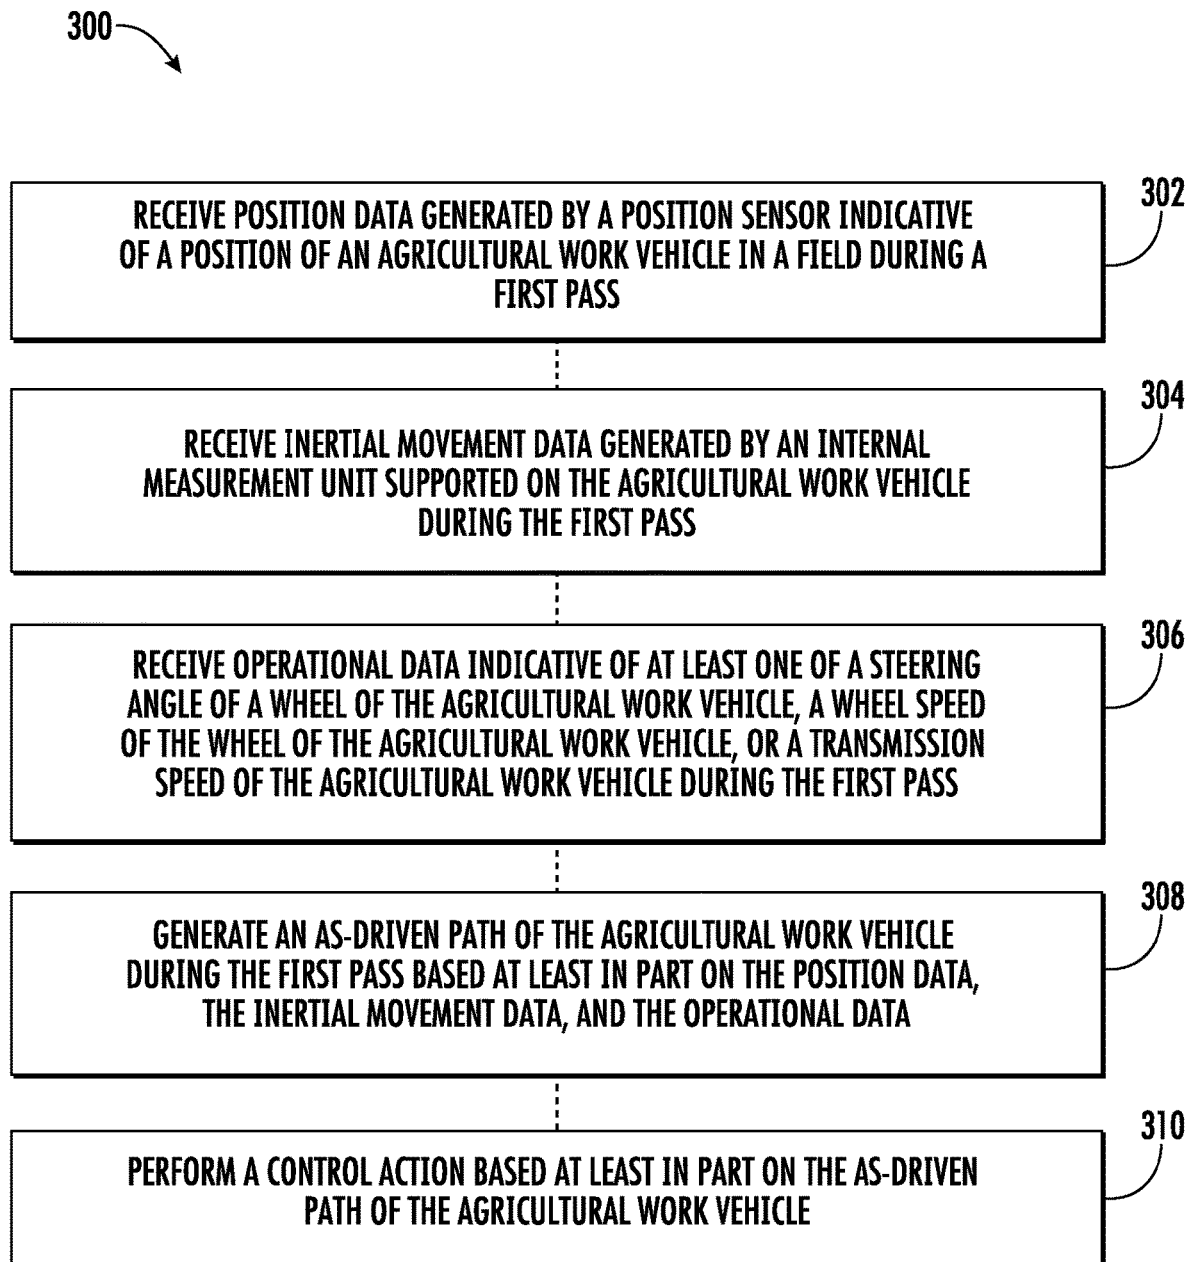 300
302
RECEIVE POSITION DATA GENERATED BY A POSITION SENSOR INDICATIVE
OF A POSITION OF AN AGRICULTURAL WORK VEHICLE IN A FIELD DURING A
FIRST PASS
304
RECEIVE INERTIAL MOVEMENT DATA GENERATED BY AN INTERNAL
MEASUREMENT UNIT SUPPORTED ON THE AGRICULTURAL WORK VEHICLE
DURING THE FIRST PASS
306
RECEIVE OPERATIONAL DATA INDICATIVE OF AT LEAST ONE OF A STEERING
ANGLE OF A WHEEL OF THE AGRICULTURAL WORK VEHICLE, A WHEEL SPEED
OF THE WHEEL OF THE AGRICULTURAL WORK VEHICLE, OR A TRANSMISSION
SPEED OF THE AGRICULTURAL WORK VEHICLE DURING THE FIRST PASS
308
GENERATE AN AS-DRIVEN PATH OF THE AGRICULTURAL WORK VEHICLE
DURING THE FIRST PASS BASED AT LEAST IN PART ON THE POSITION DATA,
THE INERTIAL MOVEMENT DATA, AND THE OPERATIONAL DATA
310
PERFORM A CONTROL ACTION BASED AT LEAST IN PART ON THE AS-DRIVEN
PATH OF THE AGRICULTURAL WORK VEHICLE